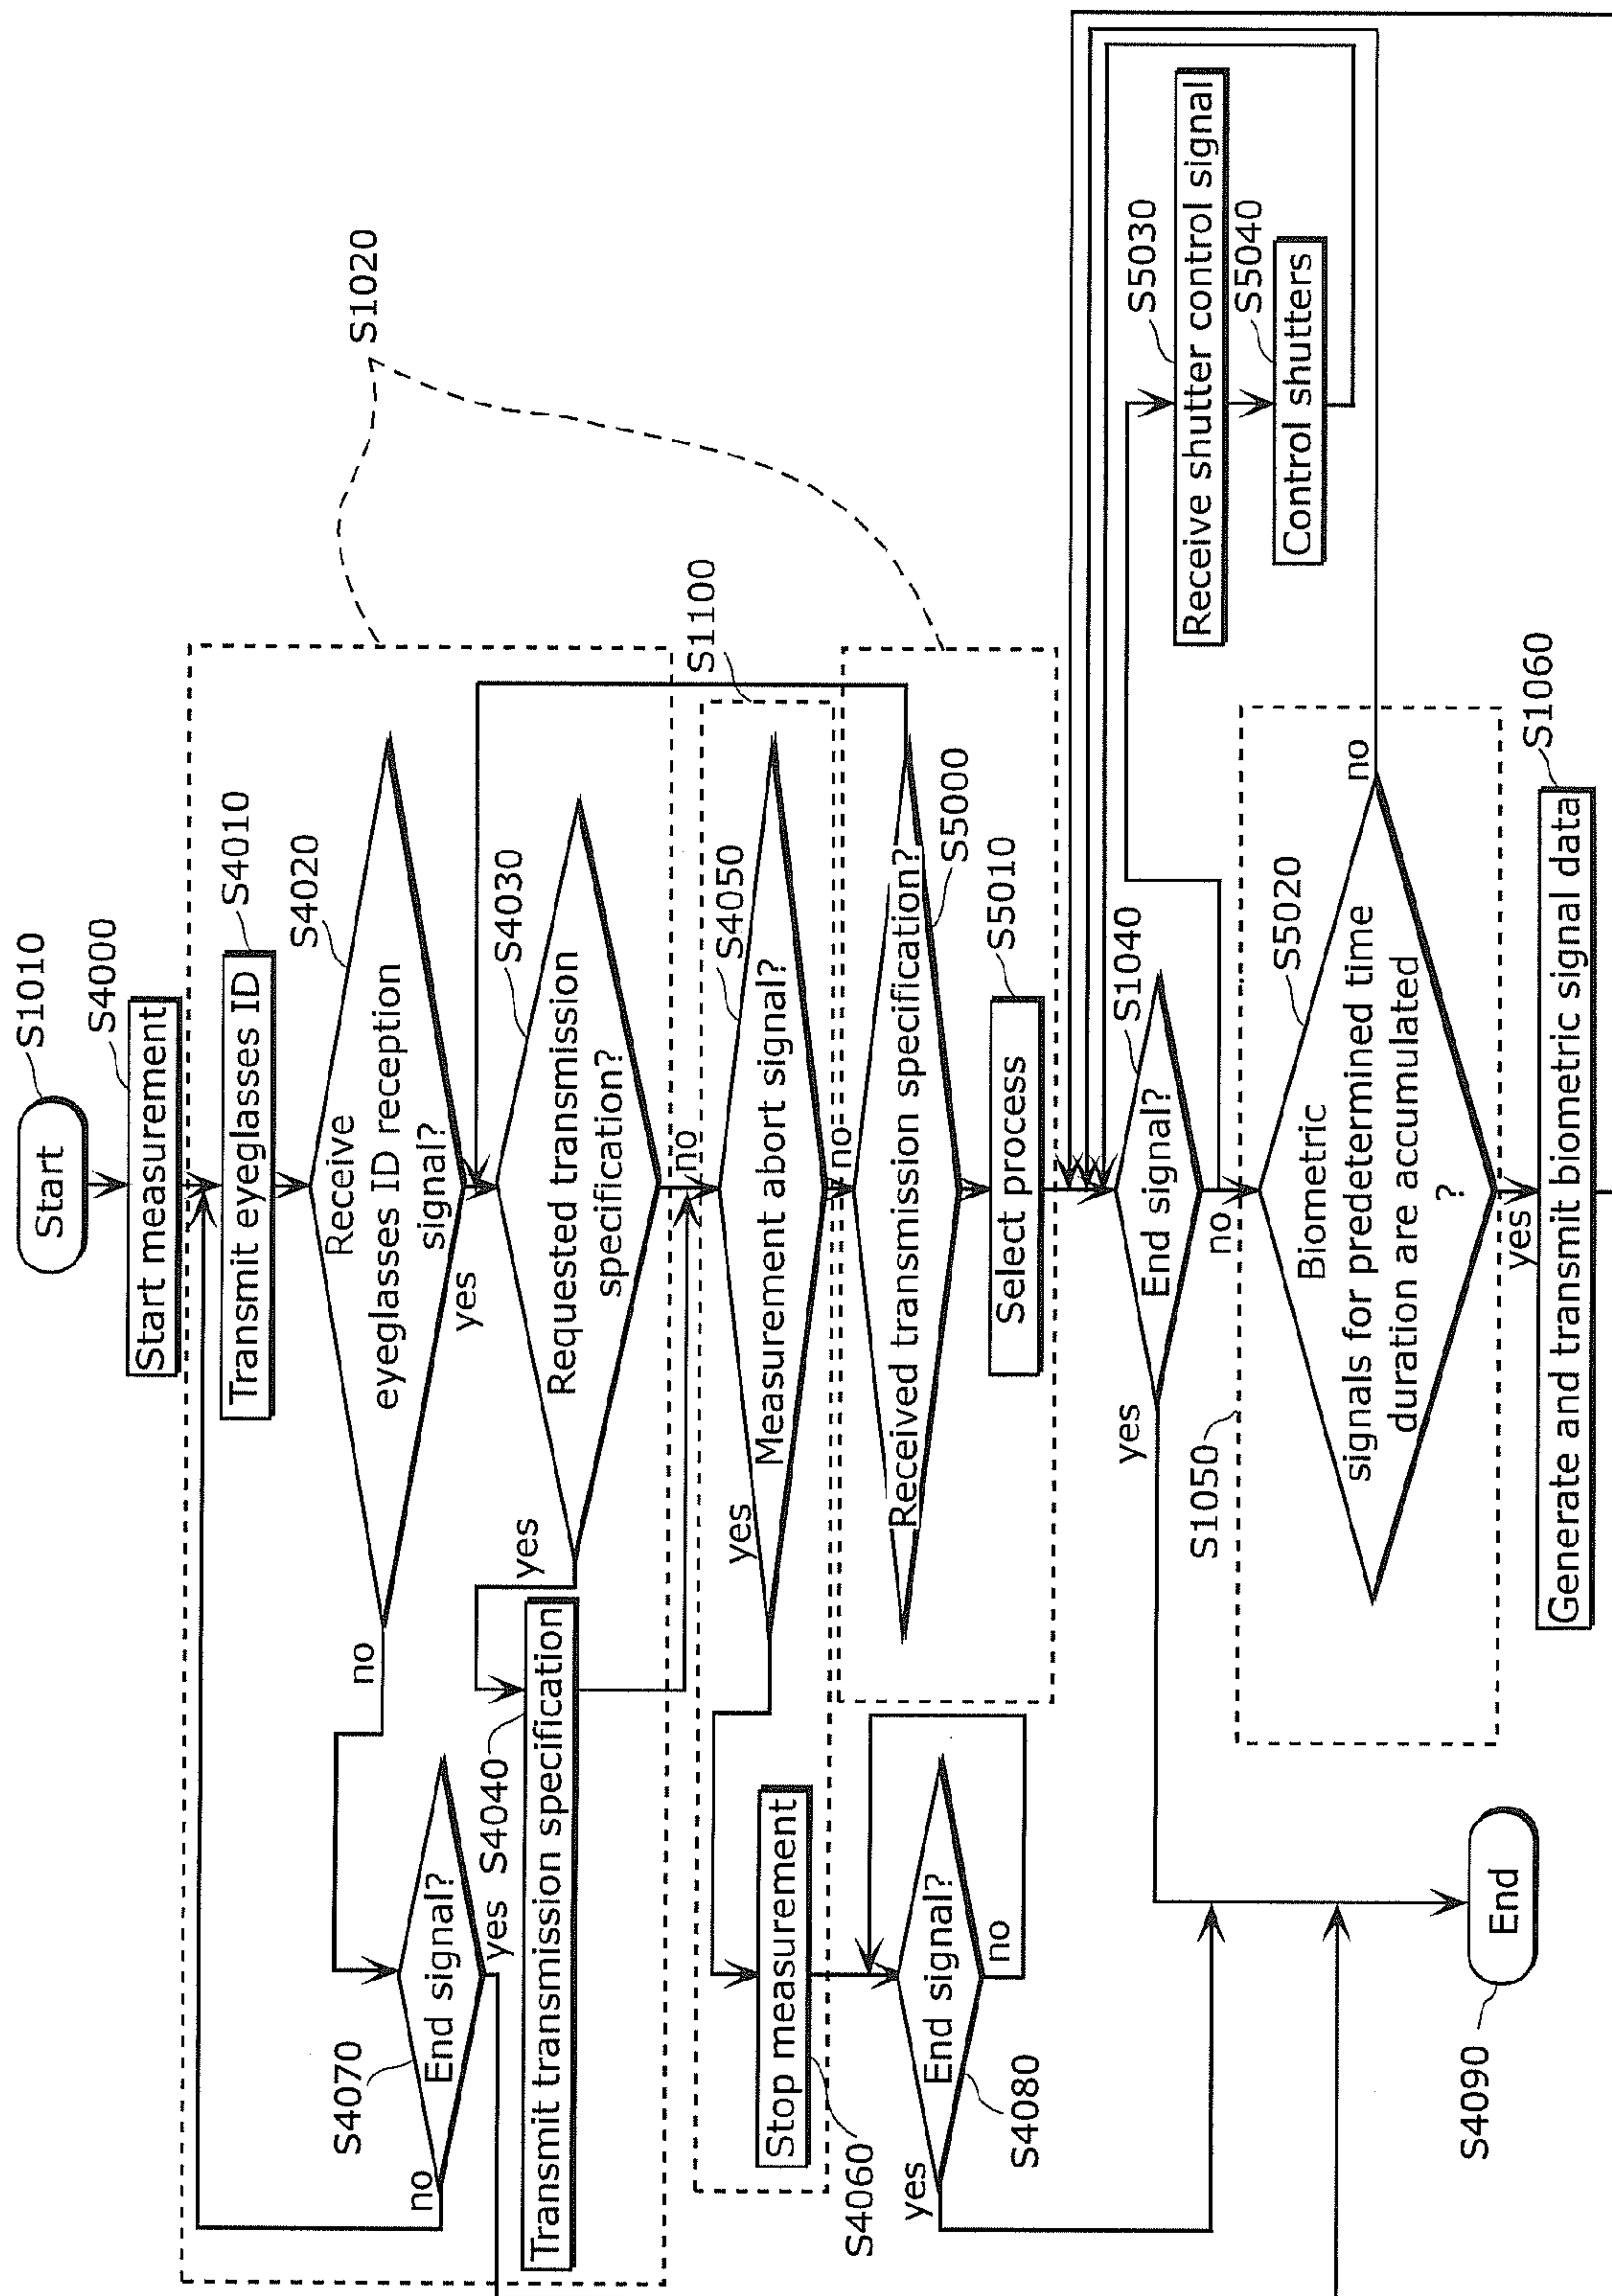 Start
S1010
Start measurement
S4000
Transmit eyeglasses ID
S4010
S1020
Receive
eyeglasses ID reception
signal?
S4020
no
yes
S4070
End signal?
no
yes
Requested transmission
specification?
S4030
yes
no
S4040
Transmit transmission specification
S1100
Measurement abort signal?
S4050
yes
no
Stop measurement
S4060
Received transmission specification?
S5000
End signal?
S4080
yes
no
Select process
S5010
End signal?
S1040
yes
no
Receive shutter control signal
S5030
Control shutters
S5040
S1050
Biometric
signals for predetermined time
duration are accumulated
?
S5020
no
yes
End
S4090
Generate and transmit biometric signal data
S1060